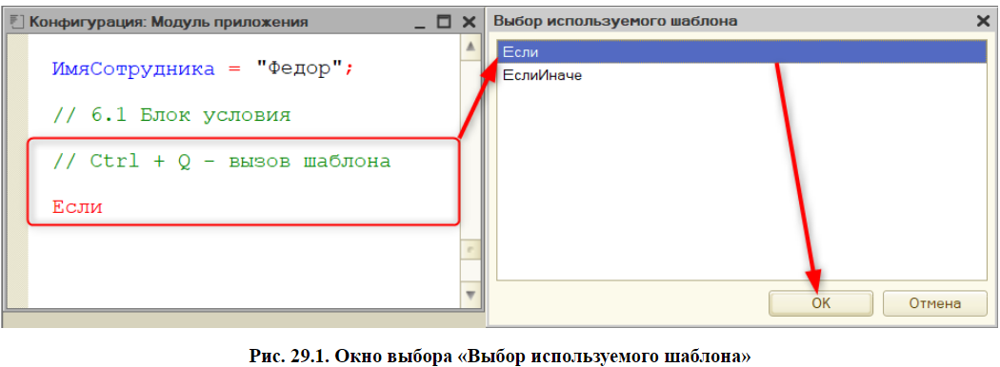 Конфигурация: Модуль приложения
ИмяСотрудника = "Федор";
// 6.1 Блок условия
// Ctrl + Q - вызов шаблона
Если
Выбор используемого шаблона
Если
ЕслиИначе
OK
Отмена
Рис. 29.1. Окно выбора «Выбор используемого шаблона»